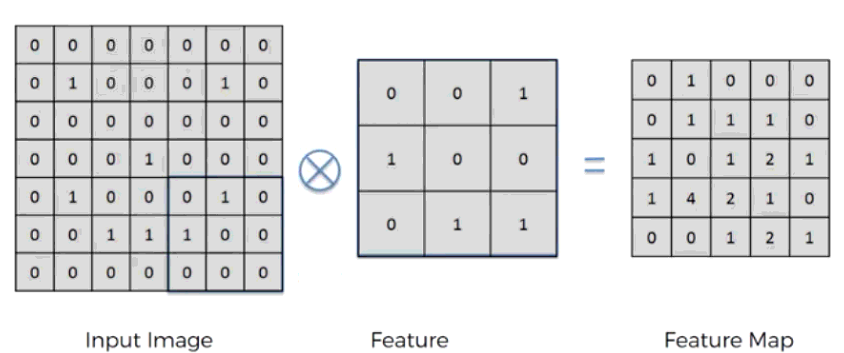 0 0 0 0 0 0 0
0 1 0 0 0 1 0
0 0 0 0 0 0 0
0 0 0 1 0 0 0
0 1 0 0 0 1 0
0 0 1 1 1 0 0
0 0 0 0 0 0 0
0 0 1
1 0 0
0 1 1
=
0 1 0 0 0
0 1 1 1 0
1 0 1 2 1
1 4 2 1 0
0 0 1 2 1
Input Image
Feature
Feature Map